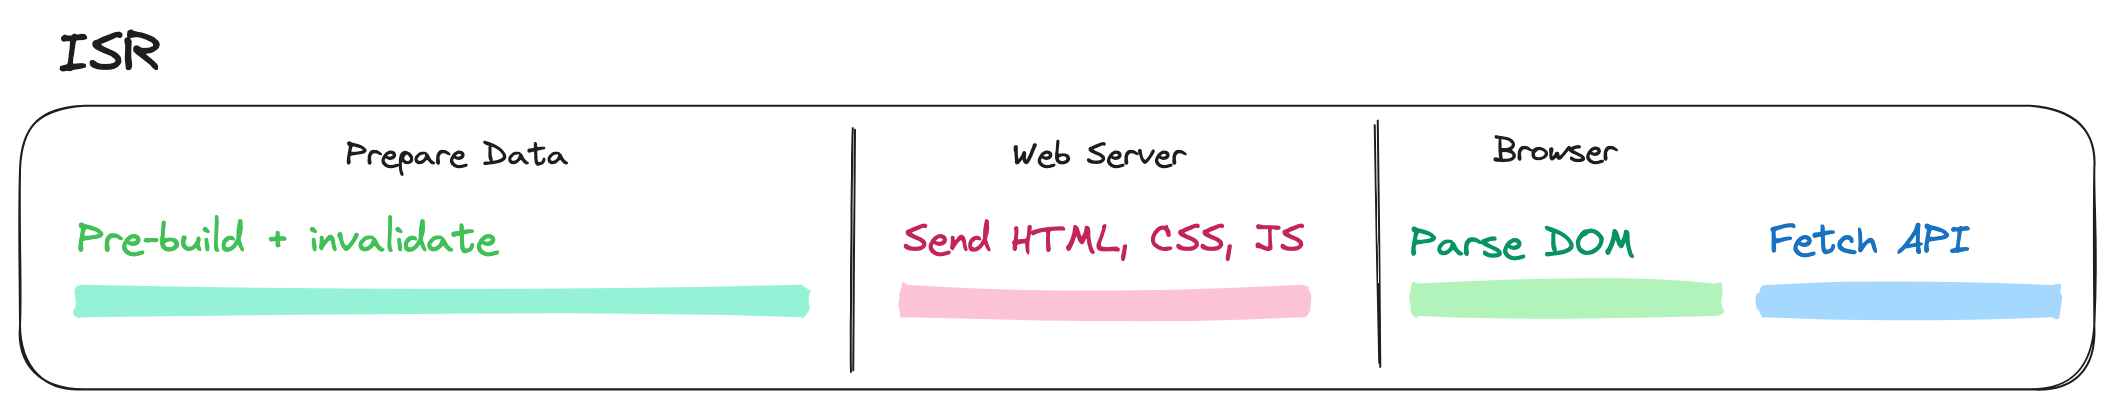 ISR
Prepare Data
Web Server
Browser
Pre-build + invalidate
Send HTML, CSS, JS
Parse DOM
Fetch API